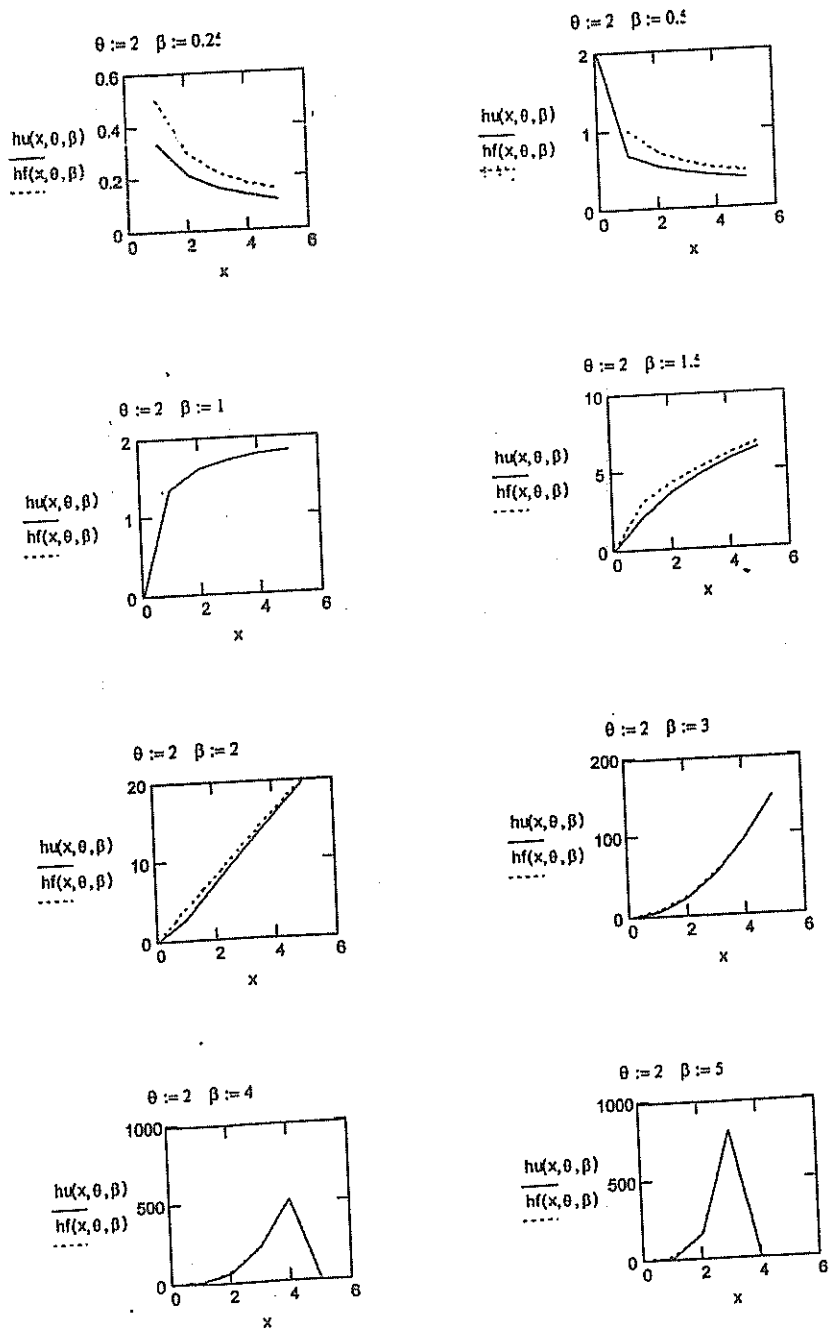 θ := 2 β := 0.25
0.6
0.4
0.2
0
hu(x,θ,β)
hf(x,θ,β)
0 2 4 6
x
θ := 2 β := 0.5
2
1
0
hu(x,θ,β)
hf(x,θ,β)
0 2 4 6
x
θ := 2 β := 1
2
1
0
hu(x,θ,β)
hf(x,θ,β)
0 2 4 6
x
θ := 2 β := 1.5
10
5
0
hu(x,θ,β)
hf(x,θ,β)
0 2 4 6
x
θ := 2 β := 2
20
10
0
hu(x,θ,β)
hf(x,θ,β)
0 2 4 6
x
θ := 2 β := 3
200
100
0
hu(x,θ,β)
hf(x,θ,β)
0 2 4 6
x
θ := 2 β := 4
1000
500
0
hu(x,θ,β)
hf(x,θ,β)
0 2 4 6
x
θ := 2 β := 5
1000
500
0
hu(x,θ,β)
hf(x,θ,β)
0 2 4 6
x